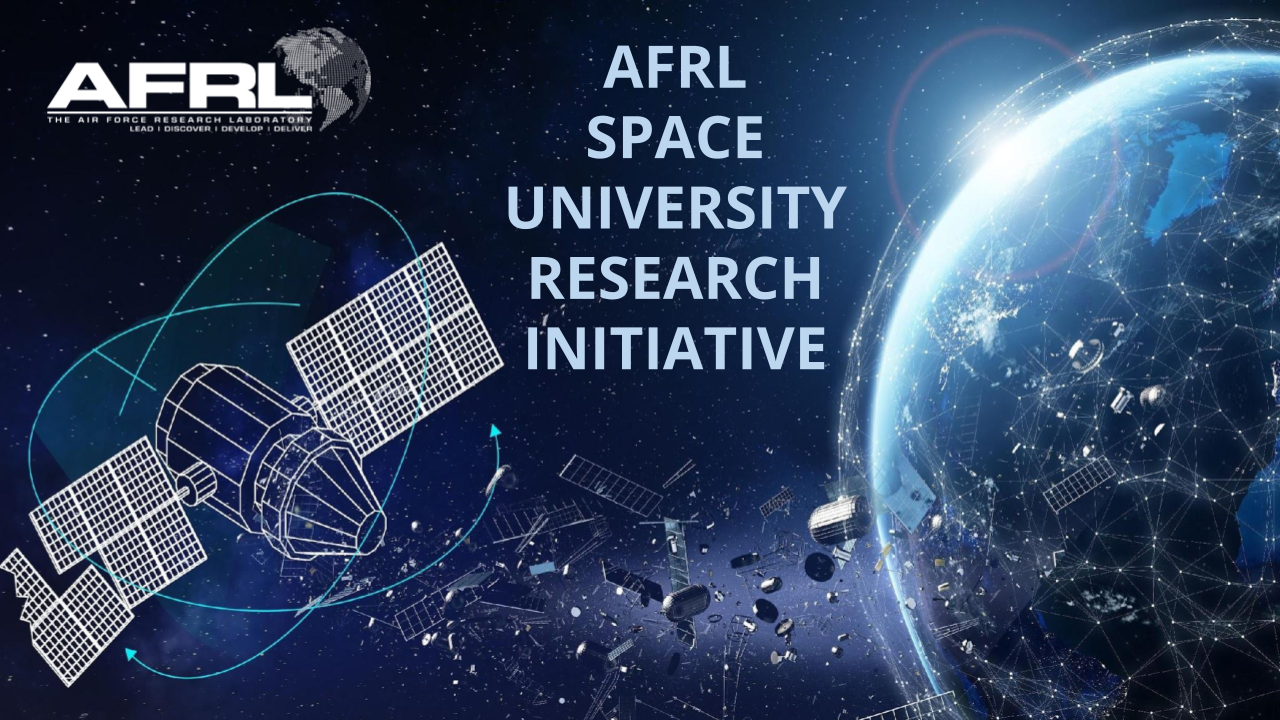 AFRL
THE AIR FORCE RESEARCH LABORATORY
LEAD | DISCOVER | DEVELOP | DELIVER
AFRL
SPACE
UNIVERSITY
RESEARCH
INITIATIVE